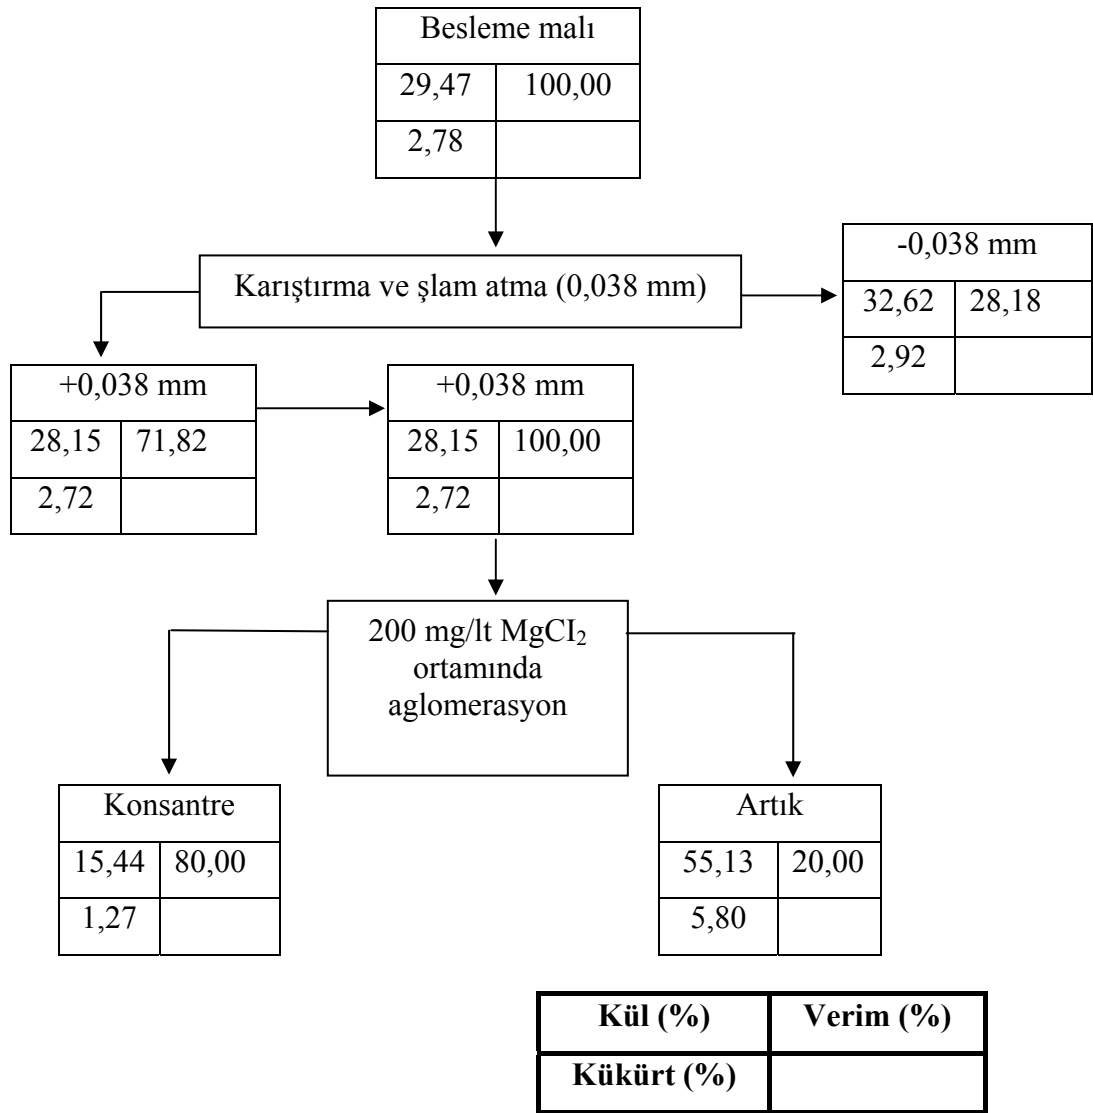 Besleme malı
29,47 100,00
2,78
Karıştırma ve şlam atma (0,038 mm)
-0,038 mm
32,62 28,18
2,92
+0,038 mm
28,15 71,82
2,72
+0,038 mm
28,15 100,00
2,72
200 mg/lt MgCI₂
ortamında
aglomerasyon
Konsantre
15,44 80,00
1,27
Artık
55,13 20,00
5,80
Kül (%) Verim (%)
Kükürt (%)